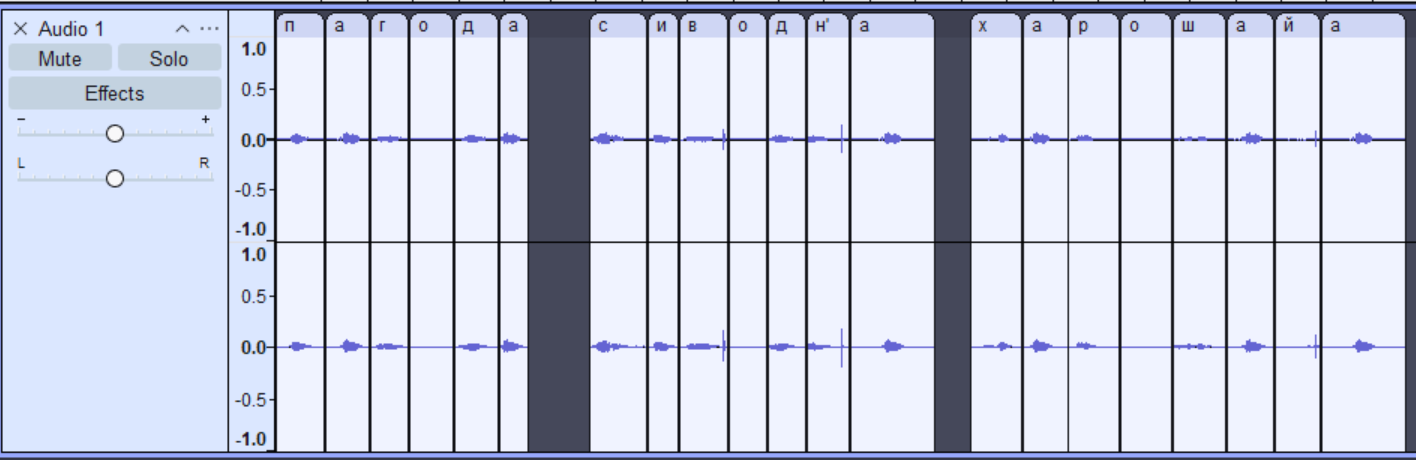 × Audio 1 ^ ...
Mute Solo
Effects
- +
L R
1.0
0.5
0.0
-0.5
-1.0
1.0
0.5
0.0
-0.5
-1.0
п а г о д а с и в о д н' а х а р о ш а й а